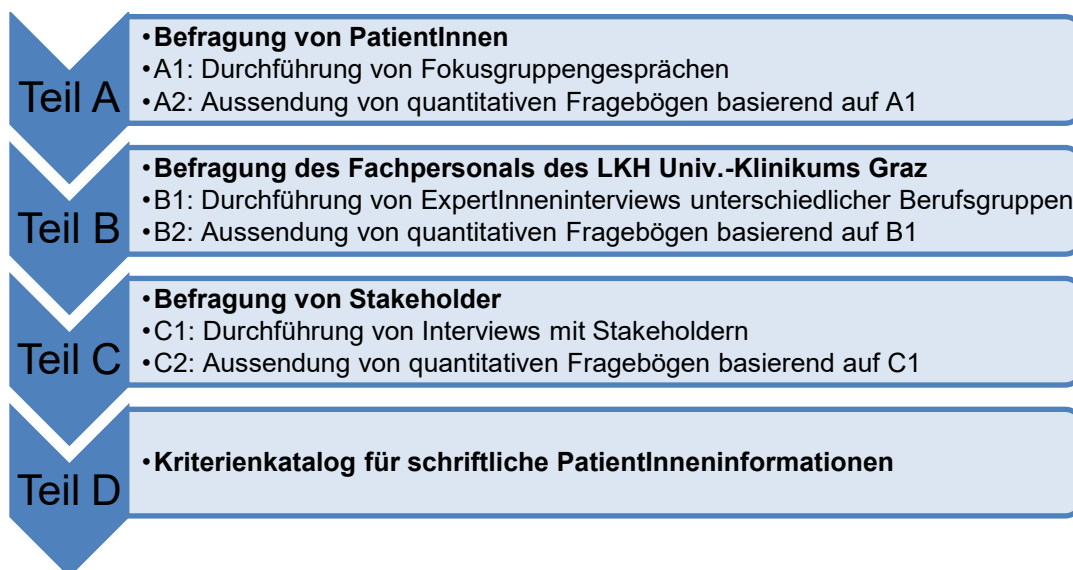 Teil A
•Befragung von PatientInnen
•A1: Durchführung von Fokusgruppengesprächen
•A2: Aussendung von quantitativen Fragebögen basierend auf A1
Teil B
•Befragung des Fachpersonals des LKH Univ.-Klinikums Graz
•B1: Durchführung von ExpertInneninterviews unterschiedlicher Berufsgruppen
•B2: Aussendung von quantitativen Fragebögen basierend auf B1
Teil C
•Befragung von Stakeholder
•C1: Durchführung von Interviews mit Stakeholdern
•C2: Aussendung von quantitativen Fragebögen basierend auf C1
Teil D
•Kriterienkatalog für schriftliche PatientInneninformationen